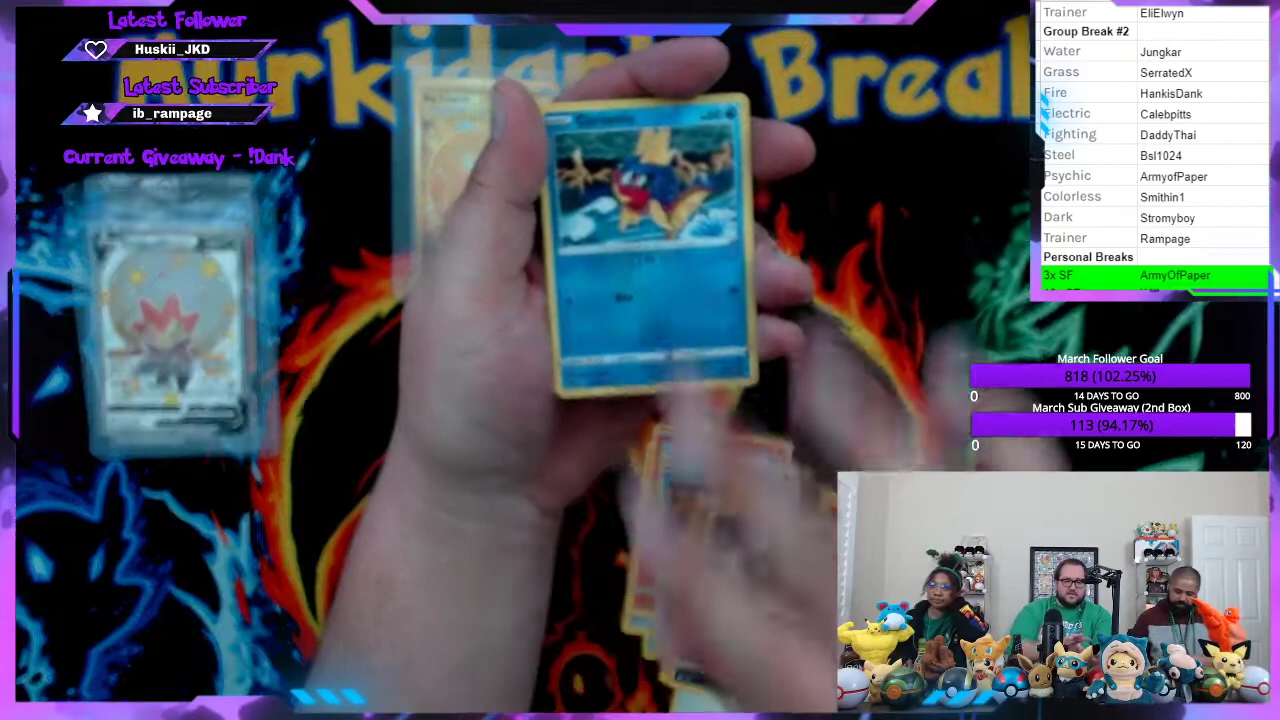 Latest Follower
Huskii_JKD
Latest Subscriber
ib_rampage
Current Giveaway - !Dank
Break
Trainer EliElwyn
Group Break #2
Water Jungkar
Grass SerratedX
Fire HankisDank
Electric Calebpitts
Fighting DaddyThai
Steel Bsl1024
Psychic ArmyofPaper
Colorless Smithin1
Dark Stromyboy
Trainer Rampage
Personal Breaks
3x SF ArmyOfPaper
March Follower Goal
818 (102.25%)
0 14 DAYS TO GO 800
March Sub Giveaway (2nd Box)
113 (94.17%)
0 15 DAYS TO GO 120